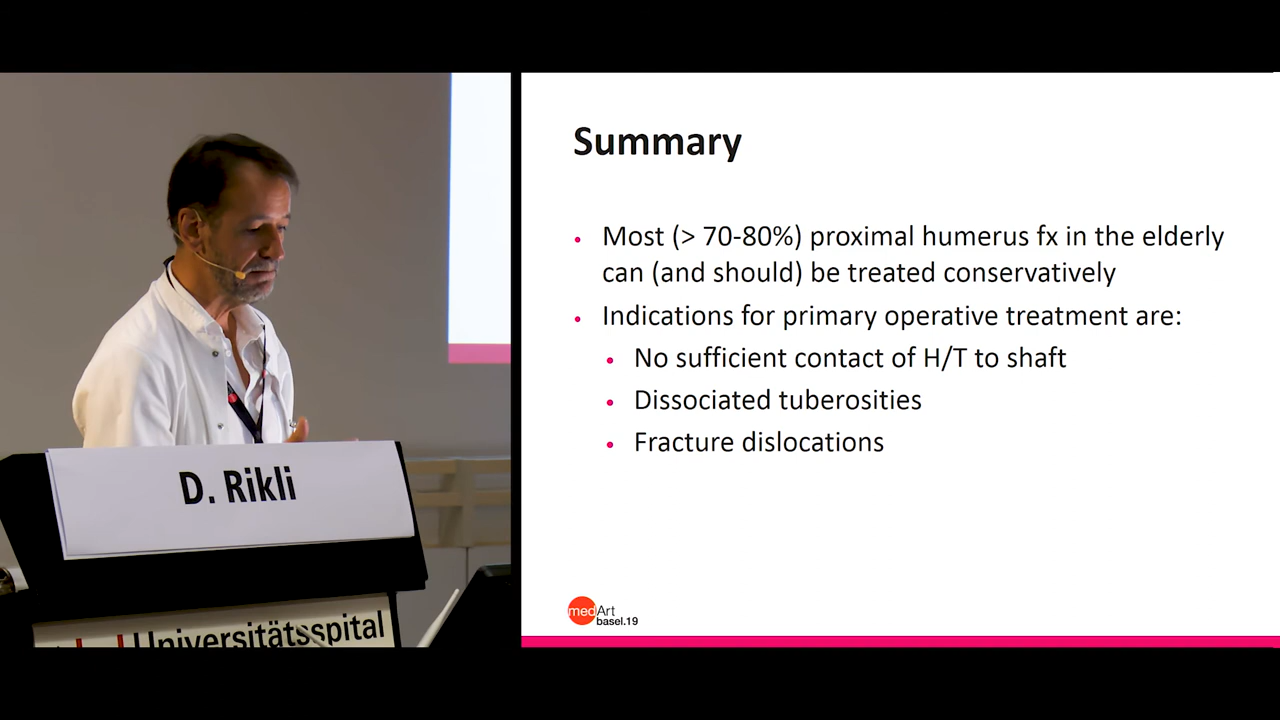 Summary
• Most (> 70-80%) proximal humerus fx in the elderly
can (and should) be treated conservatively
• Indications for primary operative treatment are:
• No sufficient contact of H/T to shaft
• Dissociated tuberosities
• Fracture dislocations
D. Rikli
Universitätsspital
medArt
basel.19